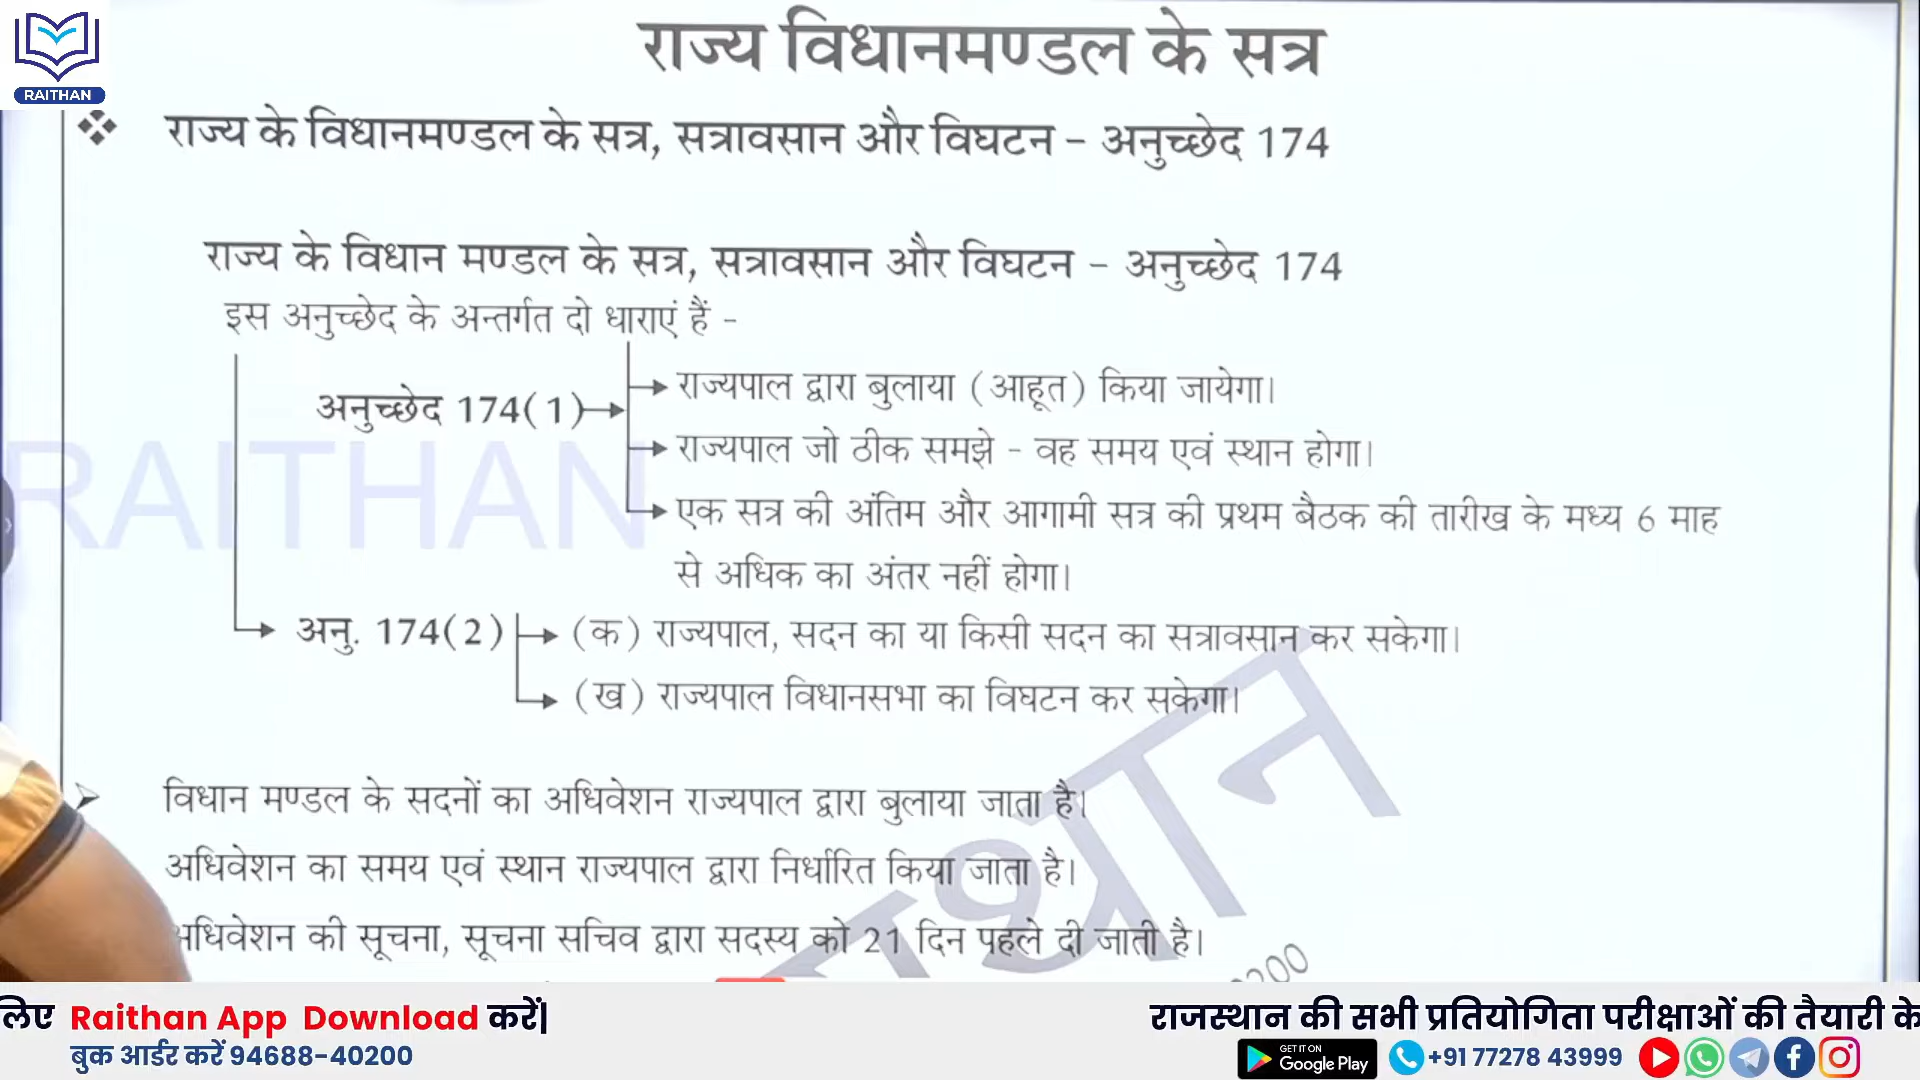 RAITHAN
राज्य विधानमण्डल के सत्र
❖ राज्य के विधानमण्डल के सत्र, सत्रावसान और विघटन – अनुच्छेद 174
राज्य के विधान मण्डल के सत्र, सत्रावसान और विघटन – अनुच्छेद 174
इस अनुच्छेद के अन्तर्गत दो धाराएं हैं -
अनुच्छेद 174(1)
राज्यपाल द्वारा बुलाया (आहूत) किया जायेगा।
राज्यपाल जो ठीक समझे - वह समय एवं स्थान होगा।
एक सत्र की अंतिम और आगामी सत्र की प्रथम बैठक की तारीख के मध्य 6 माह
से अधिक का अंतर नहीं होगा।
अनु. 174(2)
(क) राज्यपाल, सदन का या किसी सदन का सत्रावसान कर सकेगा।
(ख) राज्यपाल विधानसभा का विघटन कर सकेगा।
विधान मण्डल के सदनों का अधिवेशन राज्यपाल द्वारा बुलाया जाता है।
अधिवेशन का समय एवं स्थान राज्यपाल द्वारा निर्धारित किया जाता है।
अधिवेशन की सूचना, सूचना सचिव द्वारा सदस्य को 21 दिन पहले दी जाती है।
RAITHAN
लिए Raithan App Download करें|
बुक आर्डर करें 94688-40200
राजस्थान की सभी प्रतियोगिता परीक्षाओं की तैयारी के
GET IT ON
Google Play
+91 77278 43999